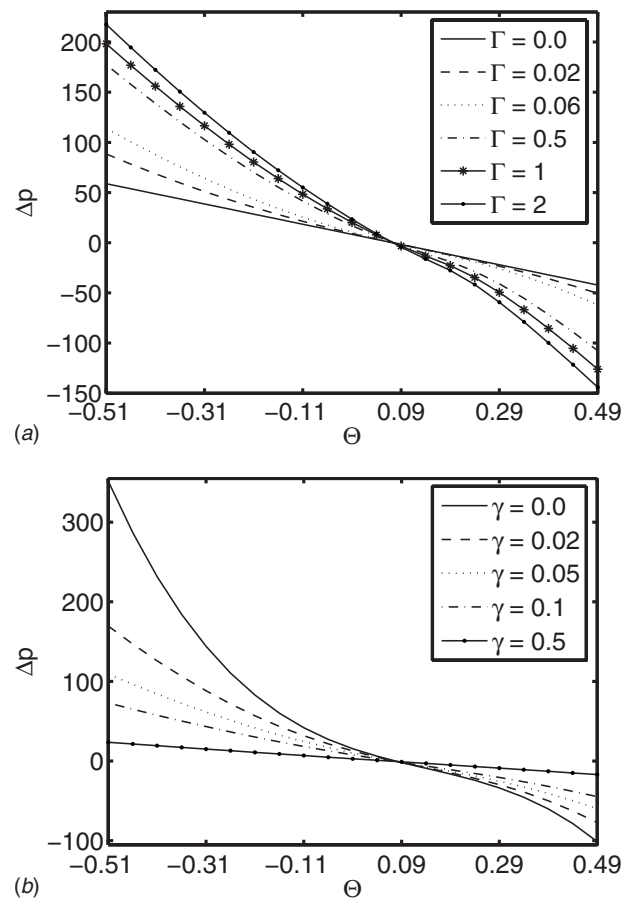 200
150
100
50
0
−50
−100
−150
Δp
Γ = 0.0
Γ = 0.02
Γ = 0.06
Γ = 0.5
Γ = 1
Γ = 2
−0.51 −0.31 −0.11 0.09 0.29 0.49
(a) Θ
300
200
100
0
−100
Δp
γ = 0.0
γ = 0.02
γ = 0.05
γ = 0.1
γ = 0.5
−0.51 −0.31 −0.11 0.09 0.29 0.49
(b) Θ